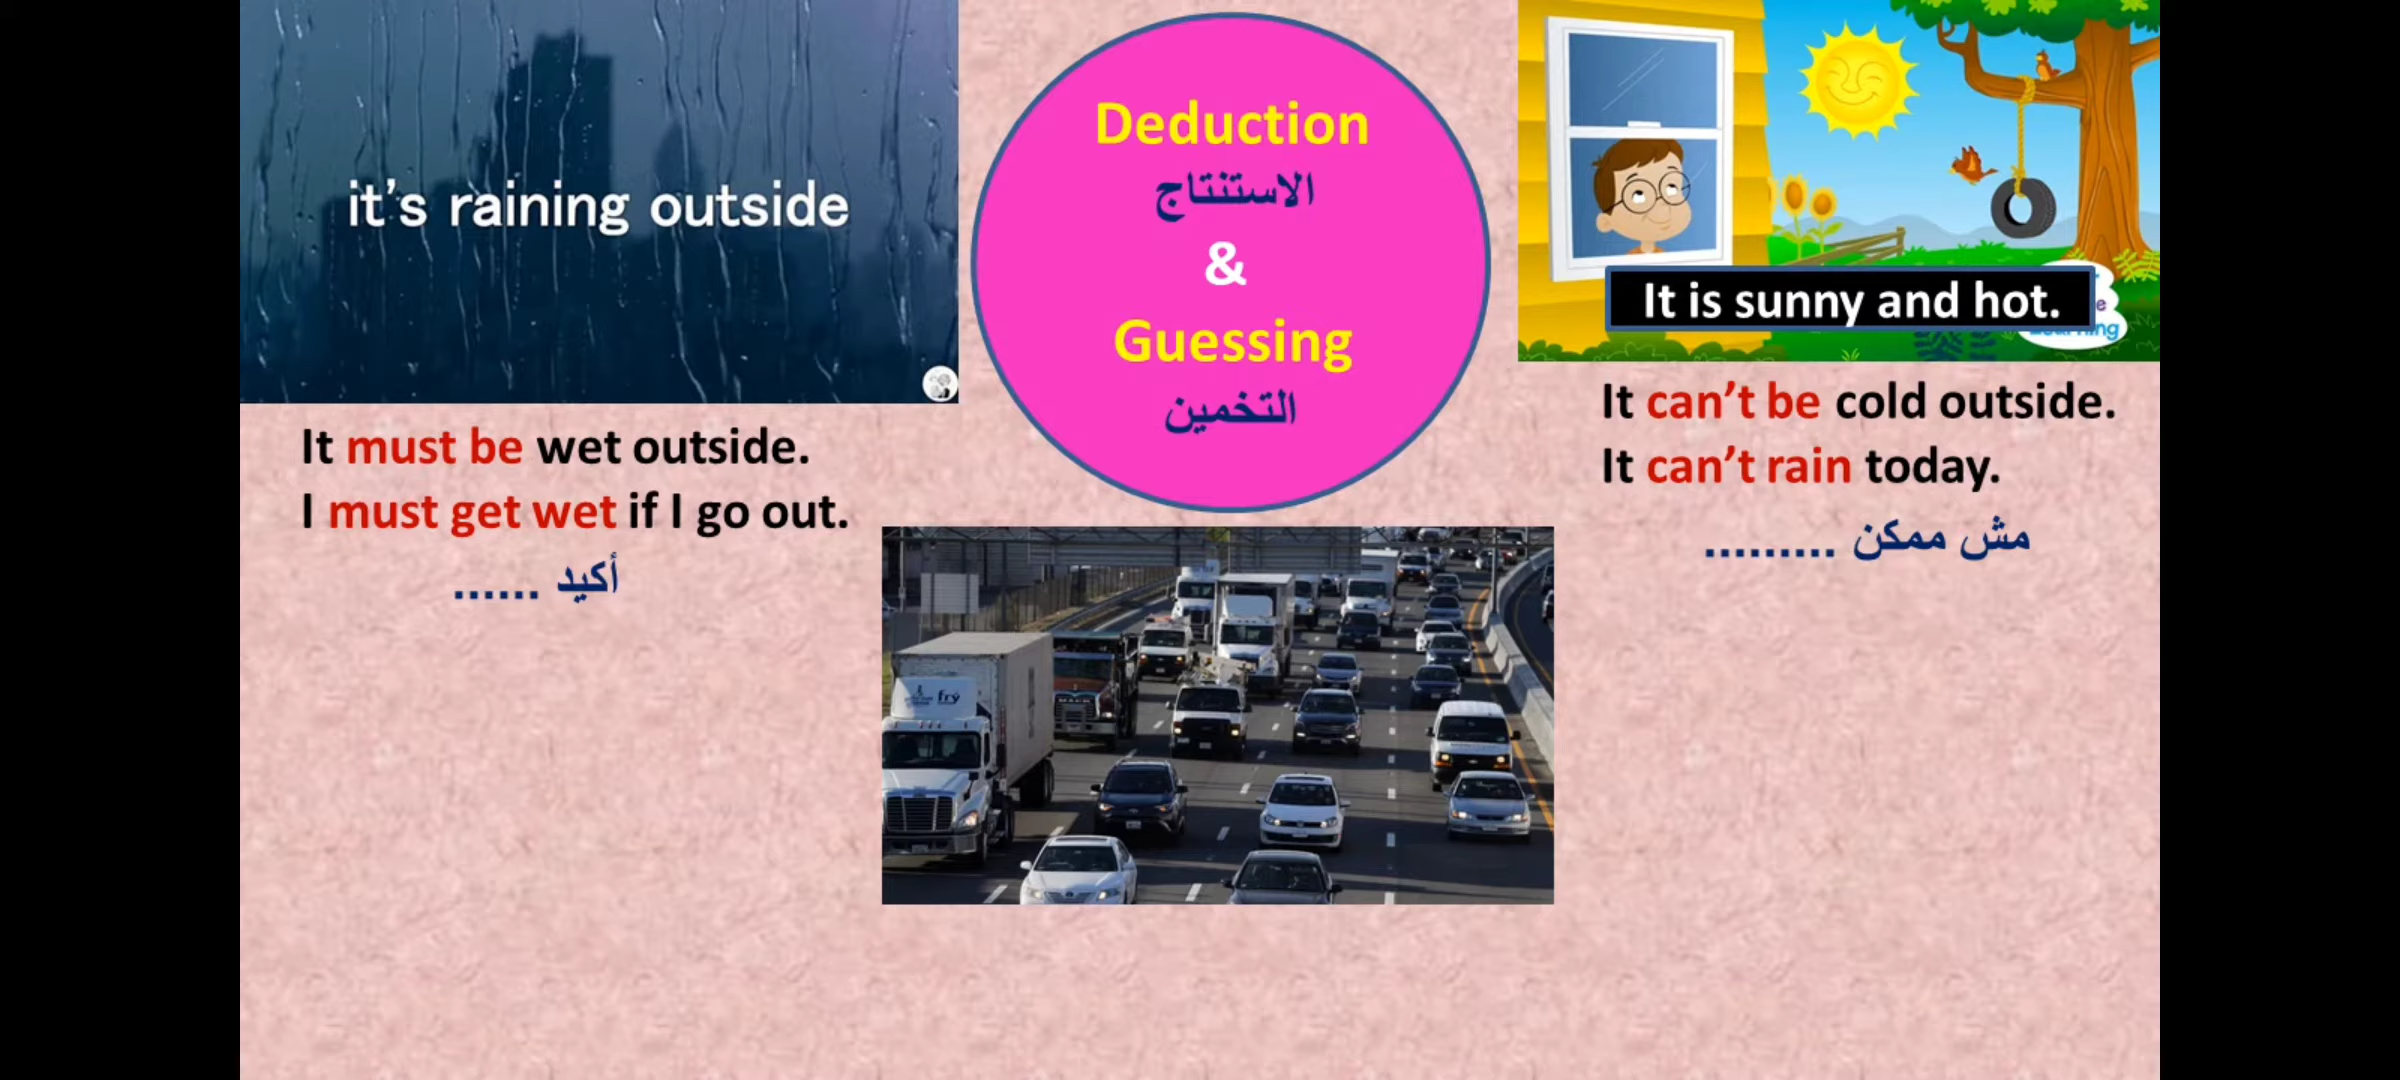 it's raining outside
It must be wet outside.
I must get wet if I go out.
أكيد ......
Deduction
الاستنتاج
&
Guessing
التخمين
fry
It is sunny and hot.
It can't be cold outside.
It can't rain today.
مش ممكن .........